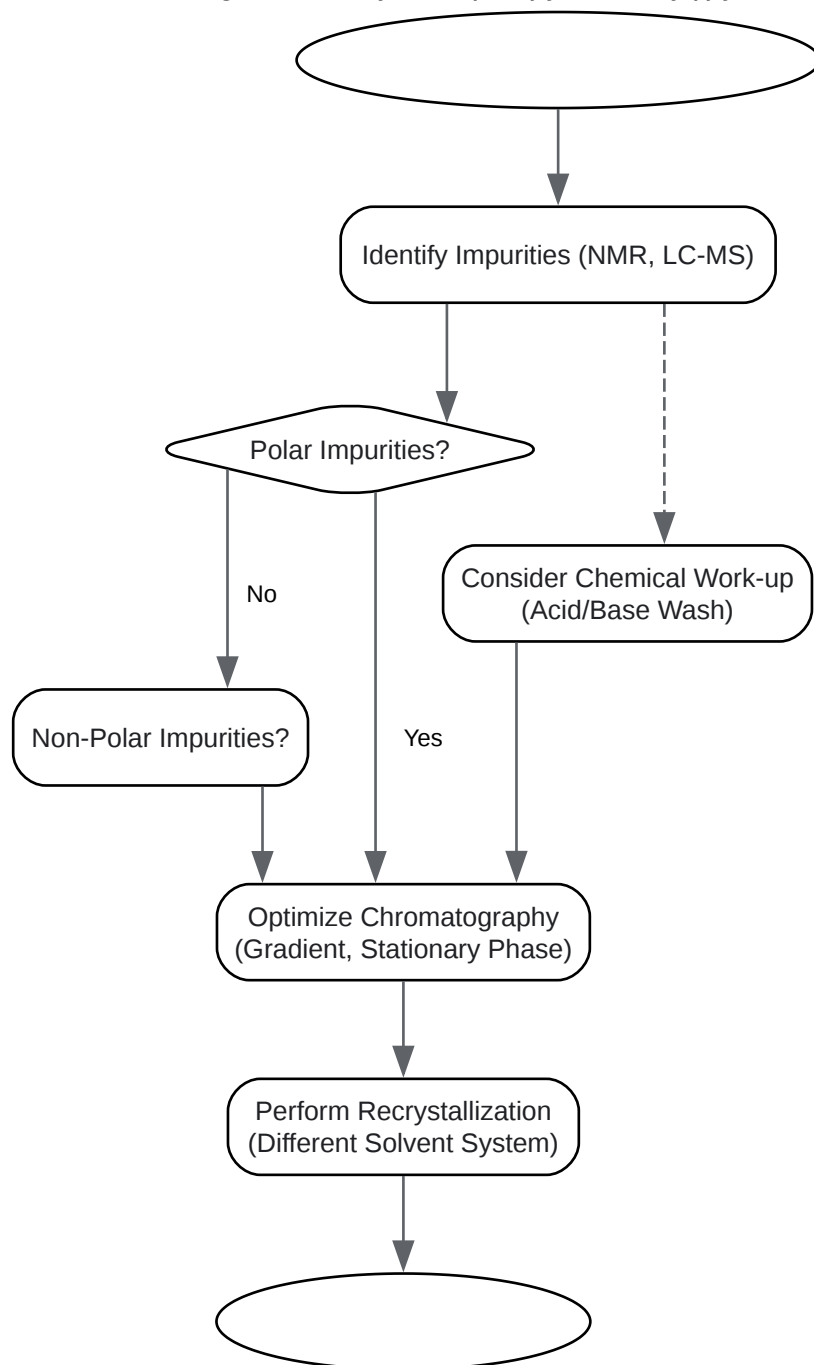 Identify Impurities (NMR, LC-MS)
Polar Impurities?
No
Consider Chemical Work-up
(Acid/Base Wash)
Non-Polar Impurities?
Yes
Optimize Chromatography
(Gradient, Stationary Phase)
Perform Recrystallization
(Different Solvent System)